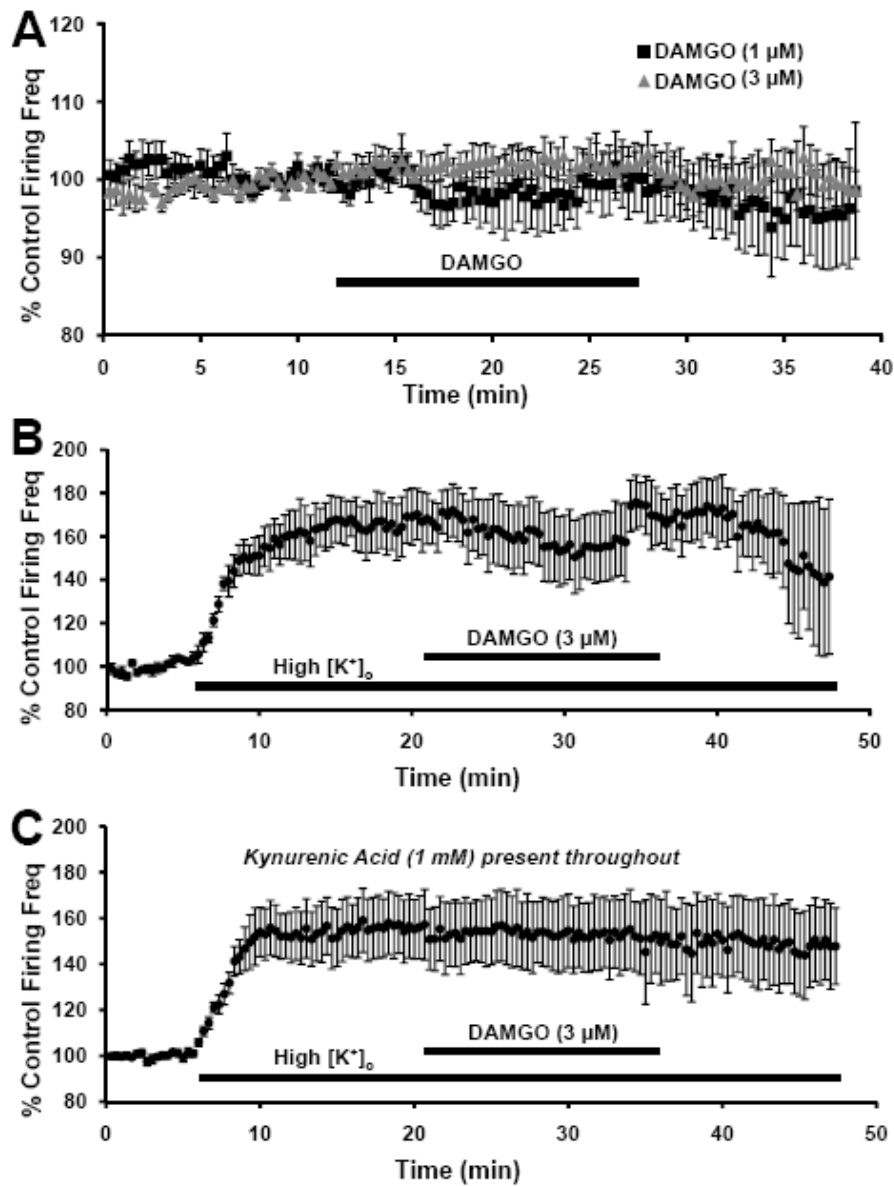 A
% Control Firing Freq
120
110
100
90
80
DAMGO (1 µM)
DAMGO (3 µM)
DAMGO
0 5 10 15 20 25 30 35 40
Time (min)
B
% Control Firing Freq
200
180
160
140
120
100
80
DAMGO (3 µM)
High [K⁺]ₒ
0 10 20 30 40 50
Time (min)
C
% Control Firing Freq
200
180
160
140
120
100
80
Kynurenic Acid (1 mM) present throughout
DAMGO (3 µM)
High [K⁺]ₒ
0 10 20 30 40 50
Time (min)